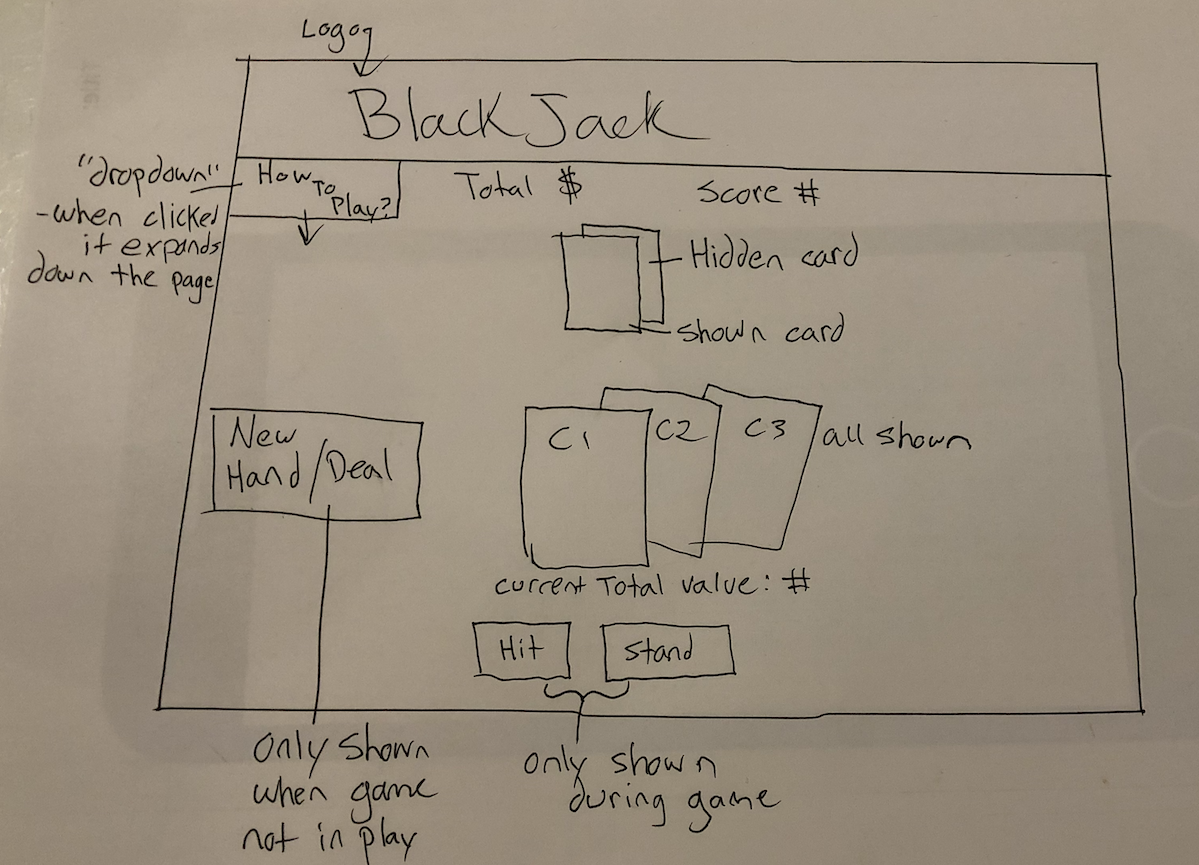 Logo
BlackJack
"dropdown"
-when clicked
it expands
down the page
How To Play?
Total $
Score #
Hidden card
shown card
C1
C2
C3
all shown
New
Hand/Deal
current Total value: #
Hit
Stand
only shown
when game
not in play
only shown
during game